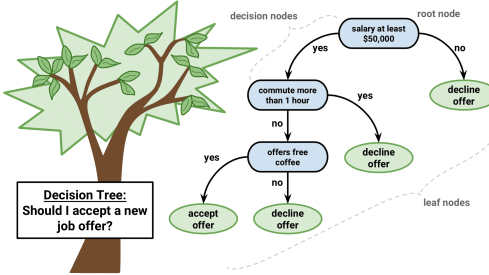 decision nodes
root node
salary at least
$50,000
yes
no
commute more
than 1 hour
decline
offer
yes
no
offers free
coffee
decline
offer
yes
no
accept
offer
decline
offer
leaf nodes
Decision Tree:
Should I accept a new
job offer?